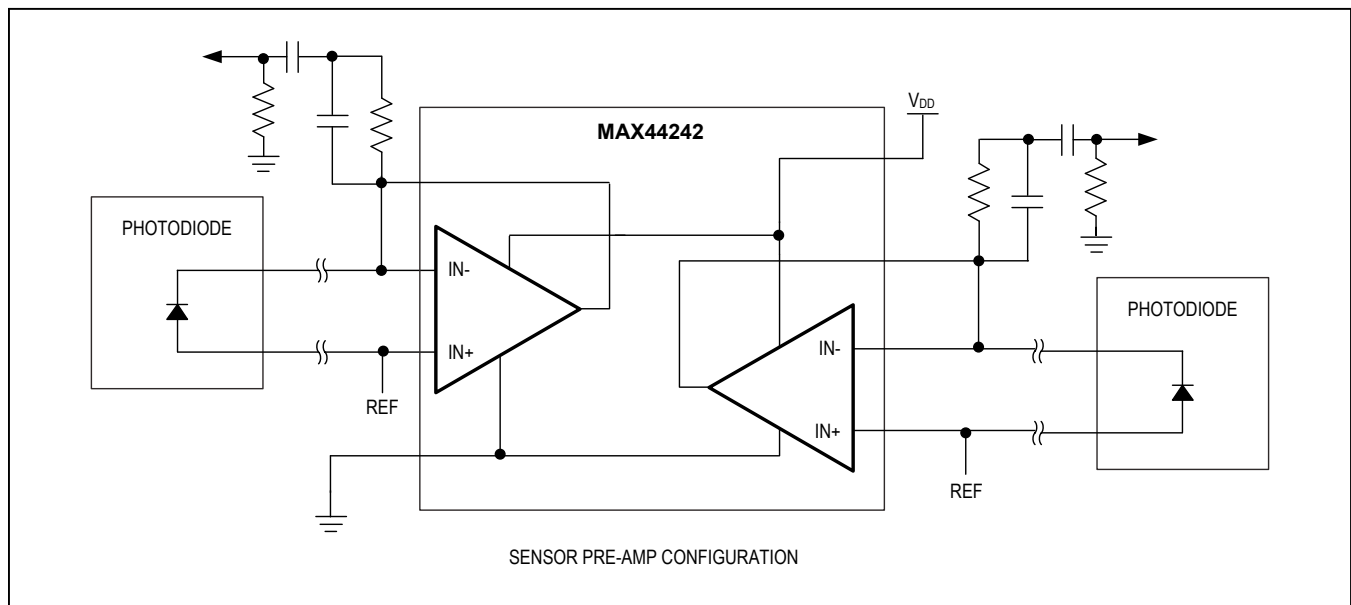 VDD
MAX44242
PHOTODIODE
IN-
IN+
REF
PHOTODIODE
IN-
IN+
REF
SENSOR PRE-AMP CONFIGURATION